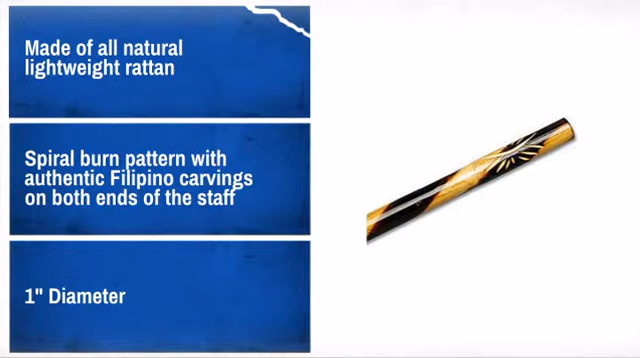 Made of all natural
lightweight rattan
Spiral burn pattern with
authentic Filipino carvings
on both ends of the staff
1" Diameter